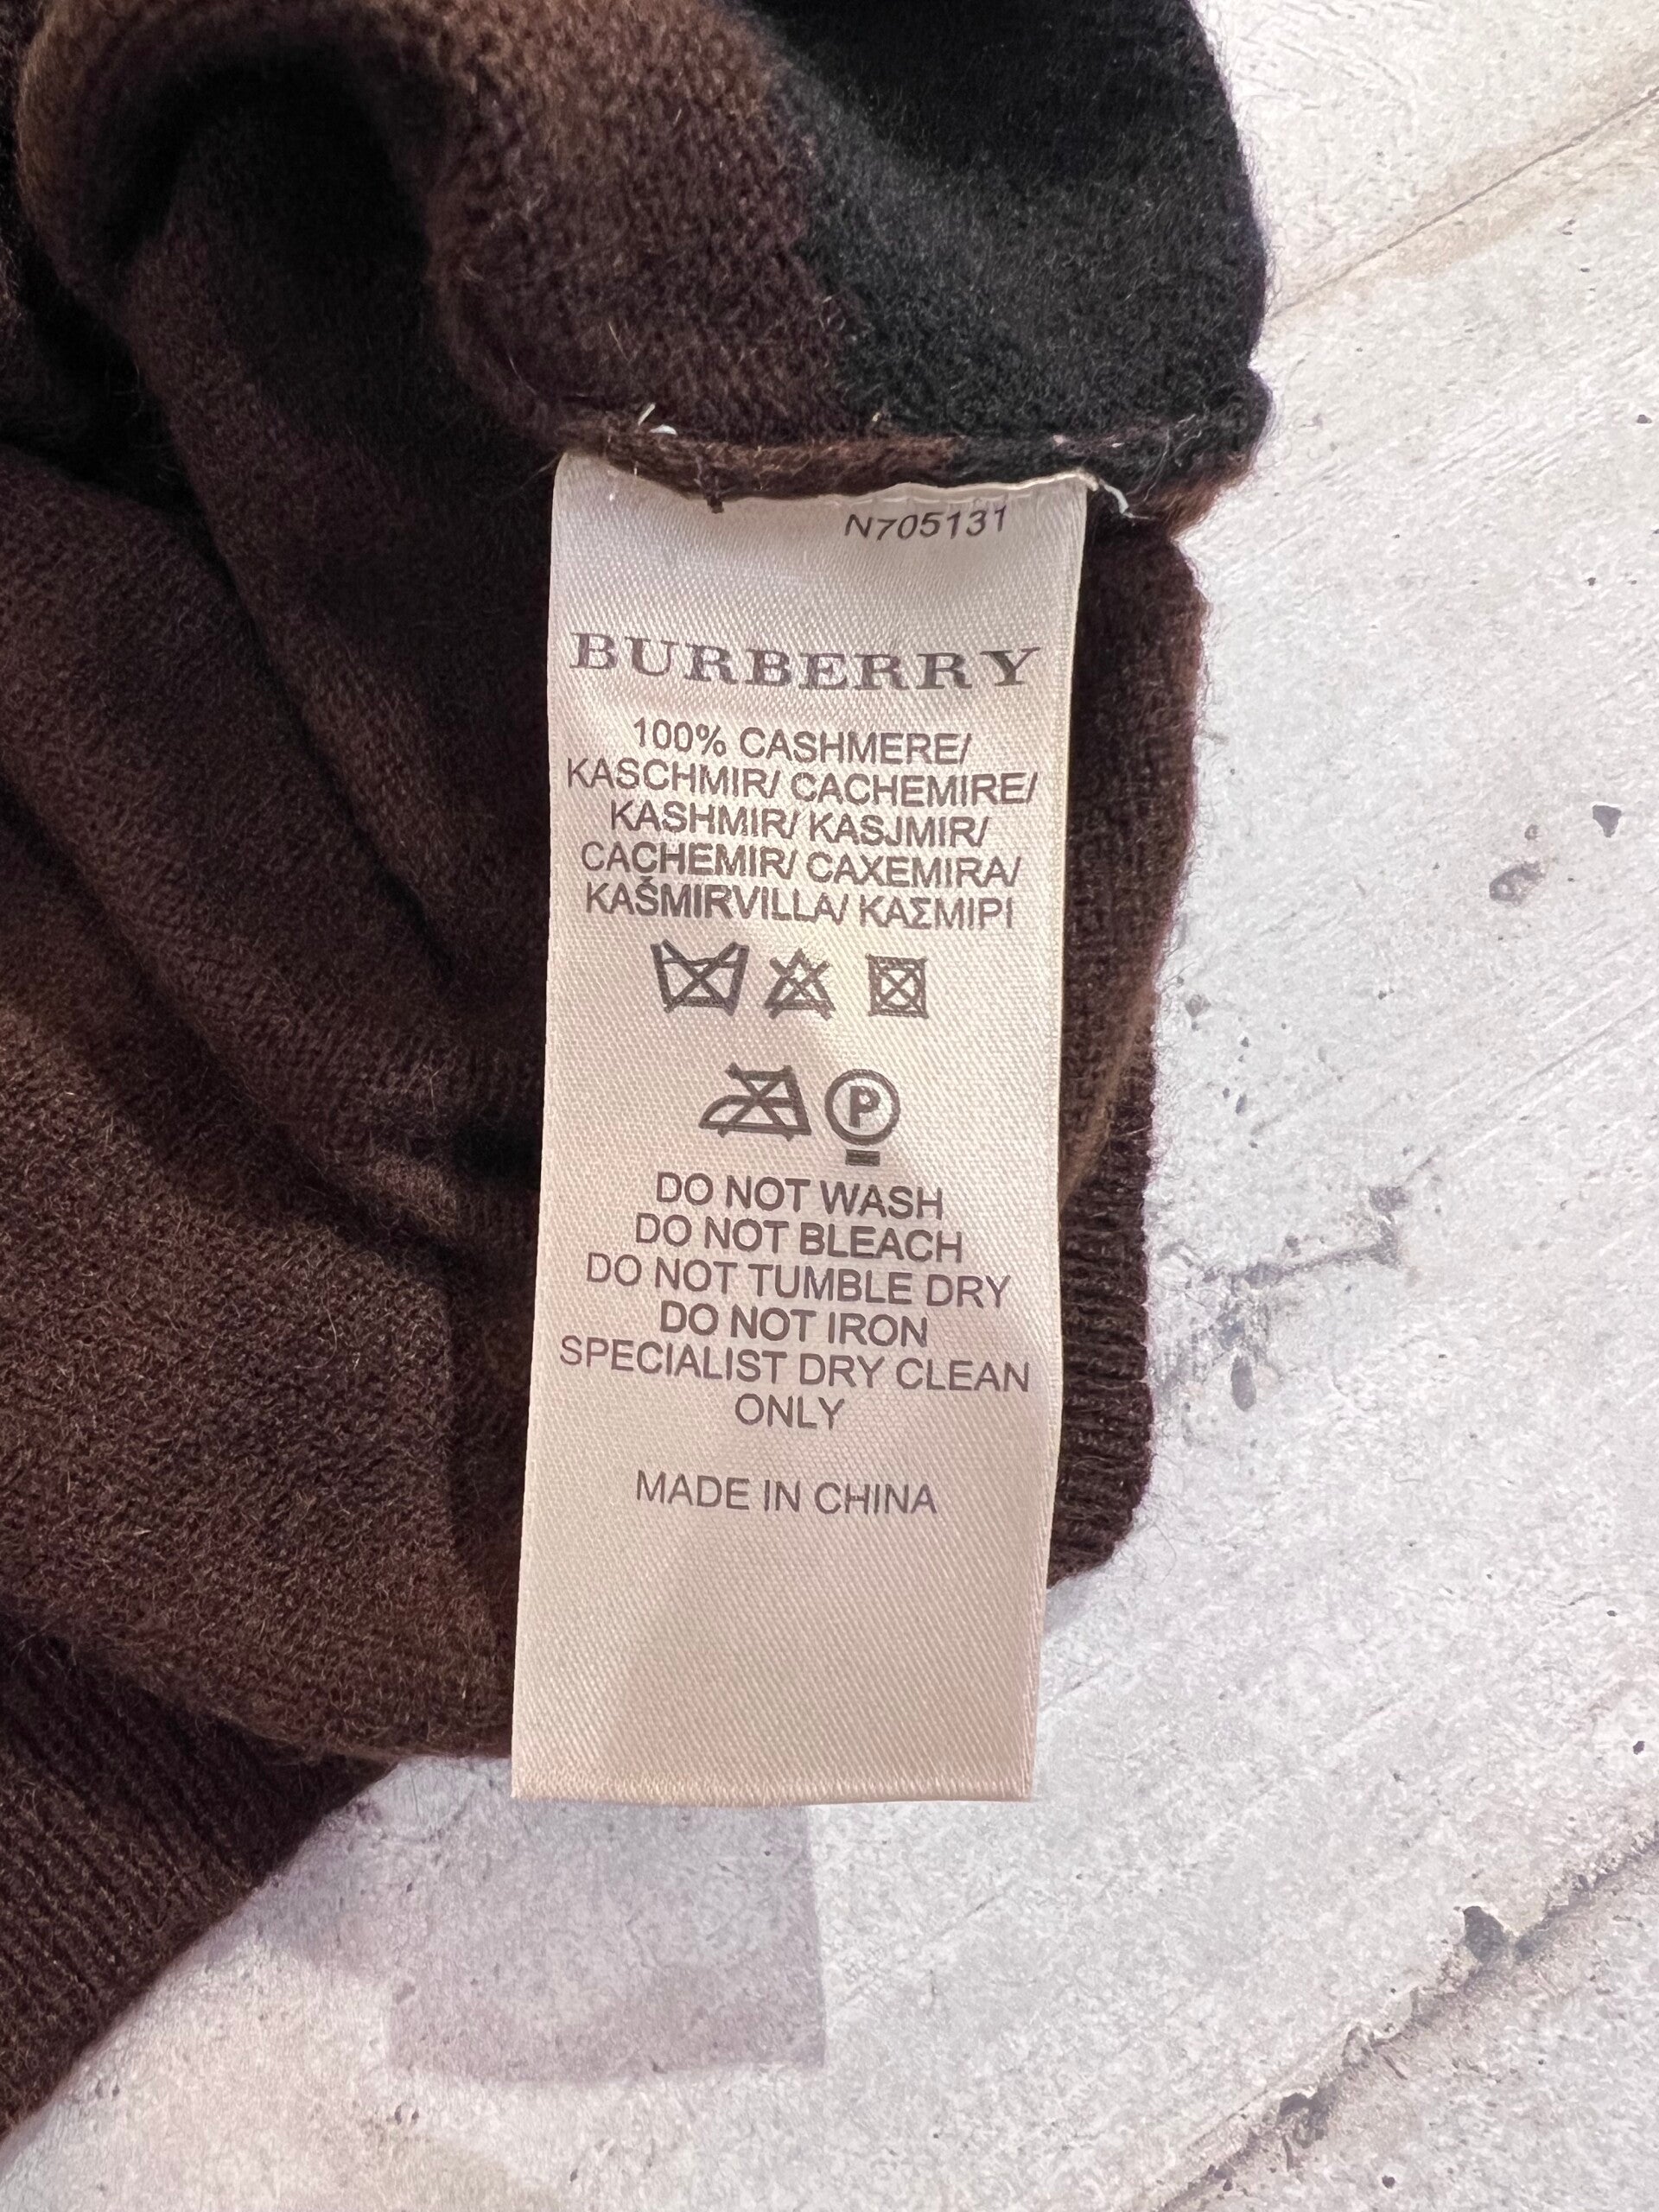 N705131
BURBERRY
100% CASHMERE/
KASCHMIR/ CACHEMIRE/
KASHMIR/ KASJMIR/
CACHEMIR/ CAXEMIRA/
KAŠMIRVILLA/ ΚΑΣΜΙΡΙ
P
DO NOT WASH
DO NOT BLEACH
DO NOT TUMBLE DRY
DO NOT IRON
SPECIALIST DRY CLEAN
ONLY
MADE IN CHINA